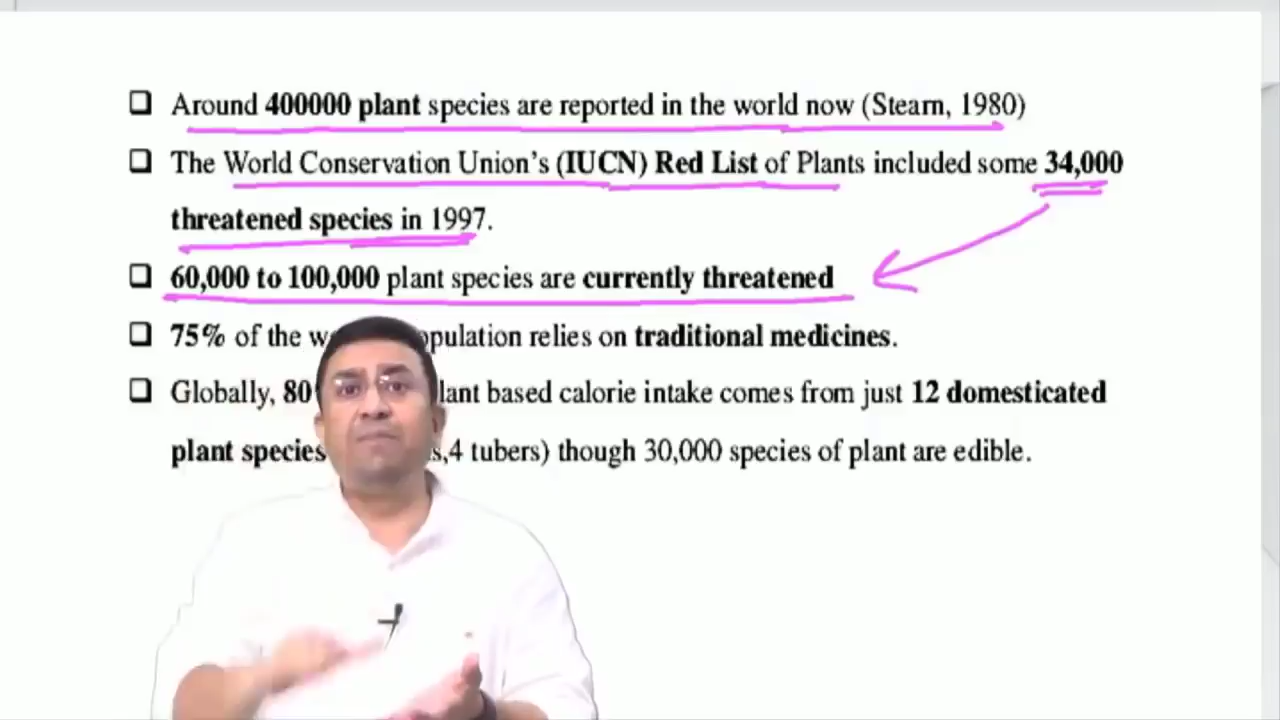 Around 400000 plant species are reported in the world now (Stearn, 1980)
The World Conservation Union's (IUCN) Red List of Plants included some 34,000
threatened species in 1997.
60,000 to 100,000 plant species are currently threatened
75% of the population relies on traditional medicines.
Globally, 80 plant based calorie intake comes from just 12 domesticated
plant species ,4 tubers) though 30,000 species of plant are edible.